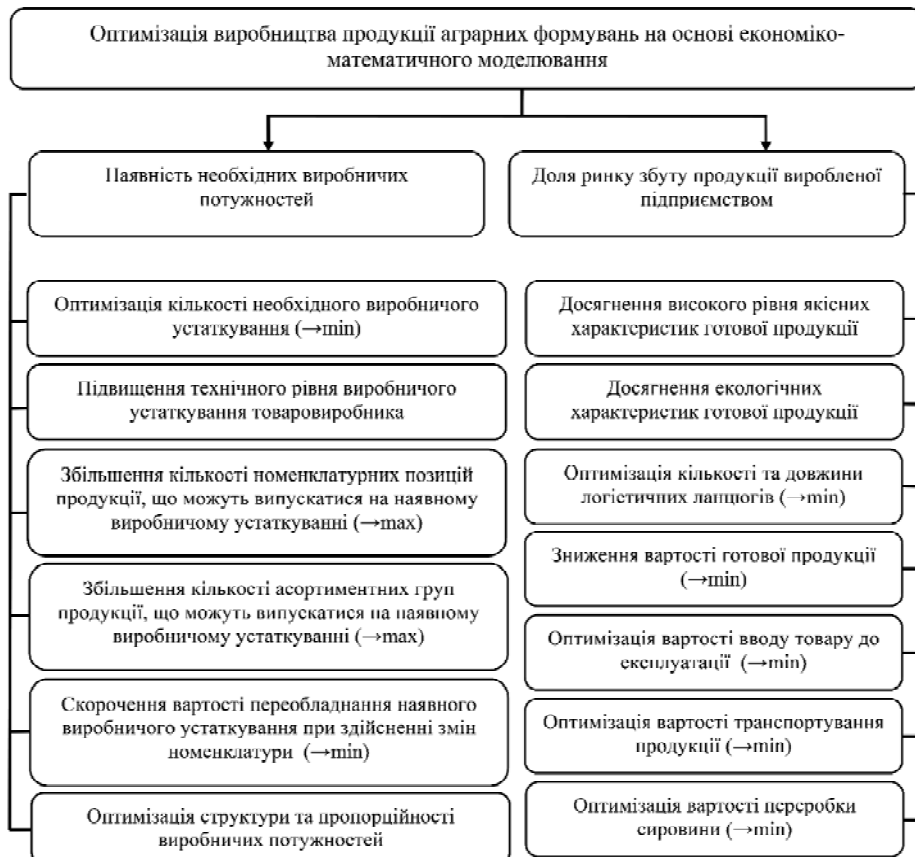 Оптимізація виробництва продукції аграрних формувань на основі економіко-
математичного моделювання
Наявність необхідних виробничих
потужностей
Оптимізація кількості необхідного виробничого
устаткування (→min)
Підвищення технічного рівня виробничого
устаткування товаровиробника
Збільшення кількості номенклатурних позицій
продукції, що можуть випускатися на наявному
виробничому устаткуванні (→max)
Збільшення кількості асортиментних груп
продукції, що можуть випускатися на наявному
виробничому устаткуванні (→max)
Скорочення вартості переобладнання наявного
виробничого устаткування при здійсненні змін
номенклатури (→min)
Оптимізація структури та пропорційності
виробничих потужностей
Доля ринку збуту продукції виробленої
підприємством
Досягнення високого рівня якісних
характеристик готової продукції
Досягнення екологічних
характеристик готової продукції
Оптимізація кількості та довжини
логістичних ланцюгів (→min)
Зниження вартості готової продукції
(→min)
Оптимізація вартості вводу товару до
експлуатації (→min)
Оптимізація вартості транспортування
продукції (→min)
Оптимізація вартості переробки
сировини (→min)